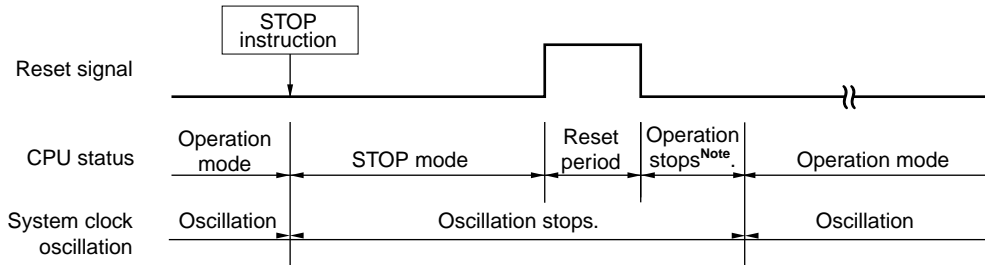 STOP
instruction
Reset signal
CPU status
Operation
mode
STOP mode
Reset
period
Operation
stopsNote.
Operation mode
System clock
oscillation
Oscillation
Oscillation stops.
Oscillation